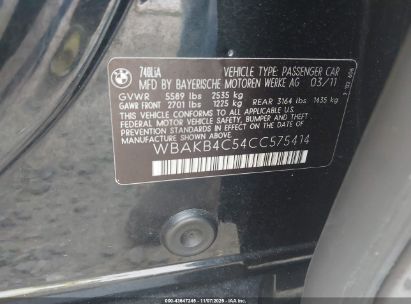 740LiA VEHICLE TYPE: PASSENGER CAR
MFD BY BAYERISCHE MOTOREN WERKE AG 03/11
GVWR 5589 lbs 2535 kg
GAWR FRONT 2701 lbs 1225 kg REAR 3164 lbs 1435 kg
THIS VEHICLE CONFORMS TO ALL APPLICABLE
FEDERAL MOTOR VEHICLE SAFETY, BUMPER AND THEFT
PREVENTION STANDARDS IN EFFECT ON THE DATE OF
MANUFACTURE SHOWN ABOVE.
WBAKB4C54CC575414